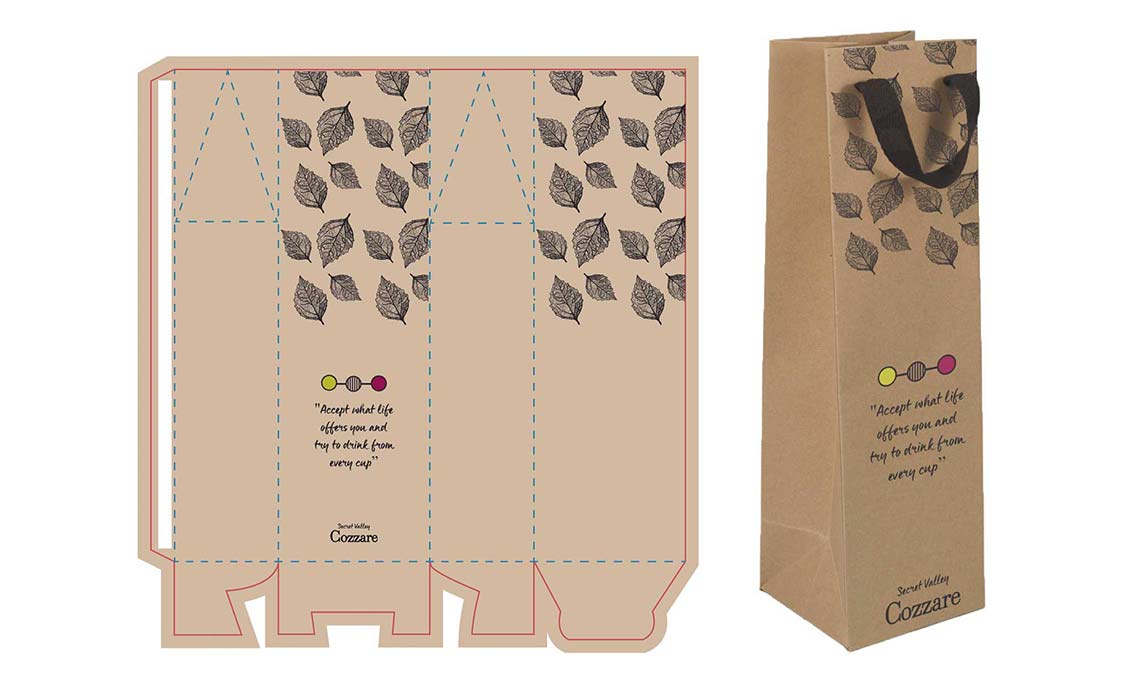 "Accept what life
offers you and
try to drink from
every cup"
Secret Valley
Cozzare
"Accept what life
offers you and
try to drink from
every cup"
Secret Valley
Cozzare